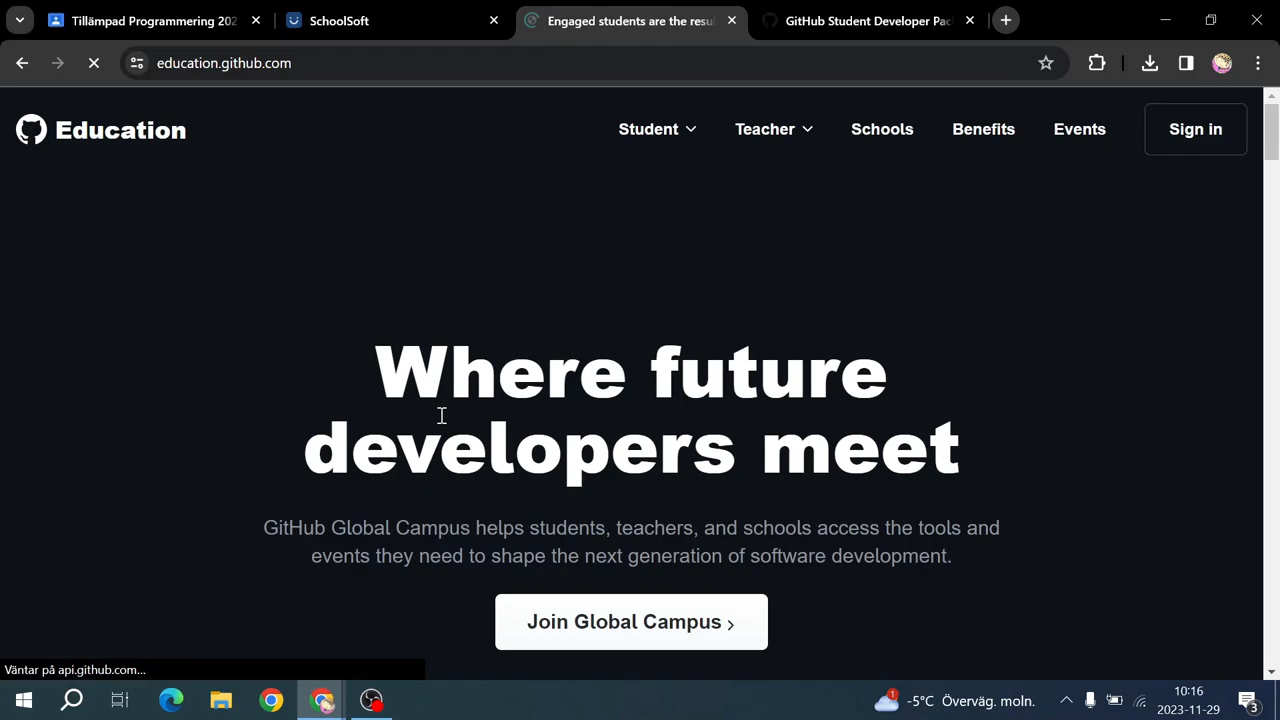 Tillämpad Programmering 202
SchoolSoft
Engaged students are the resu
GitHub Student Developer Pac
education.github.com
Education
Student
Teacher
Schools
Benefits
Events
Sign in
Where future
developers meet
GitHub Global Campus helps students, teachers, and schools access the tools and
events they need to shape the next generation of software development.
Join Global Campus
Väntar på api.github.com...
1
-5°C Överväg. moln.
10:16
2023-11-29
3